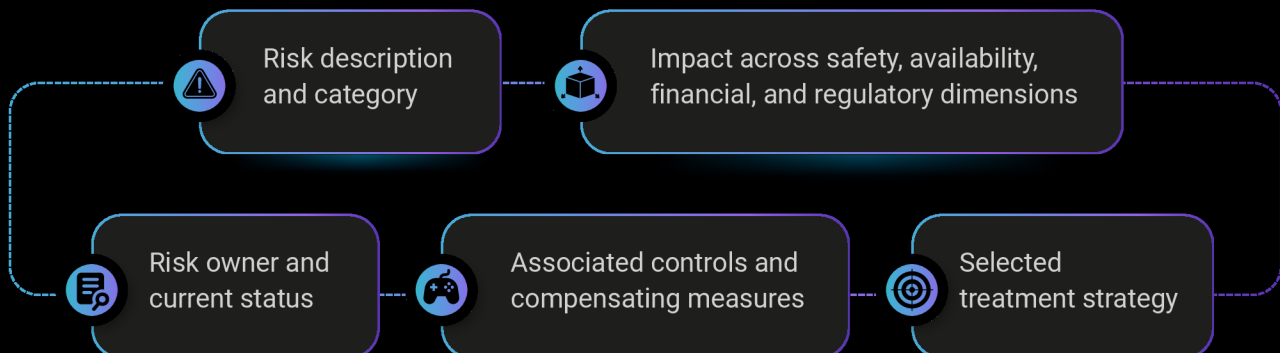 Risk description
and category
Impact across safety, availability,
financial, and regulatory dimensions
Risk owner and
current status
Associated controls and
compensating measures
Selected
treatment strategy